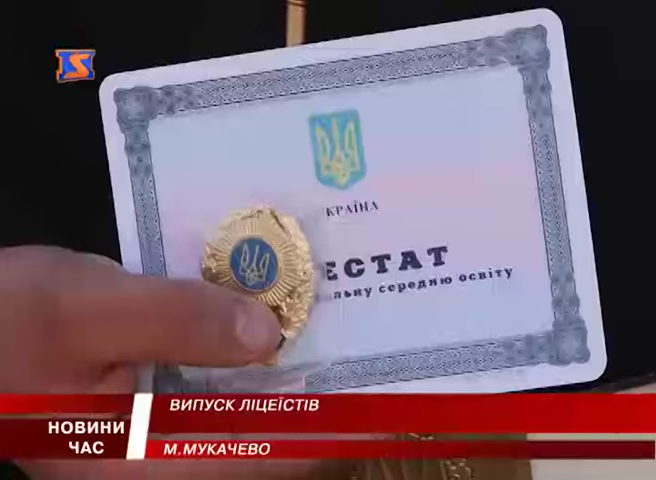 КРАЇНА
ЕСТАТ
льну середню освіту
НОВИНИ
ЧАС
ВИПУСК ЛІЦЕЇСТІВ
М.МУКАЧЕВО